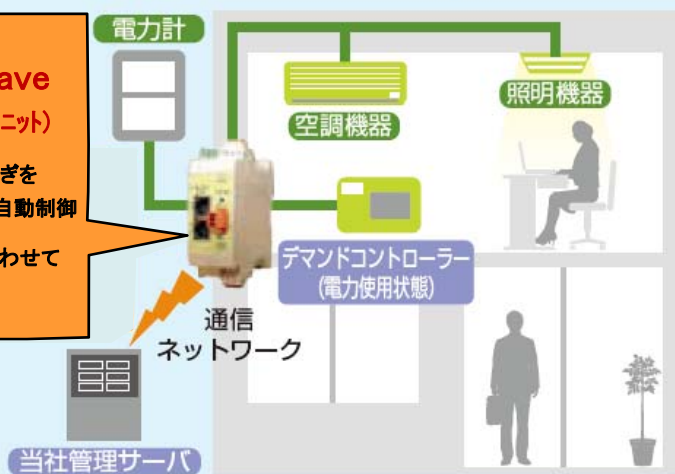 電力計
ave
ニット)
ぎを
自動制御
わせて
空調機器
照明機器
デマンドコントローラー
(電力使用状態)
通信
ネットワーク
当社管理サーバ